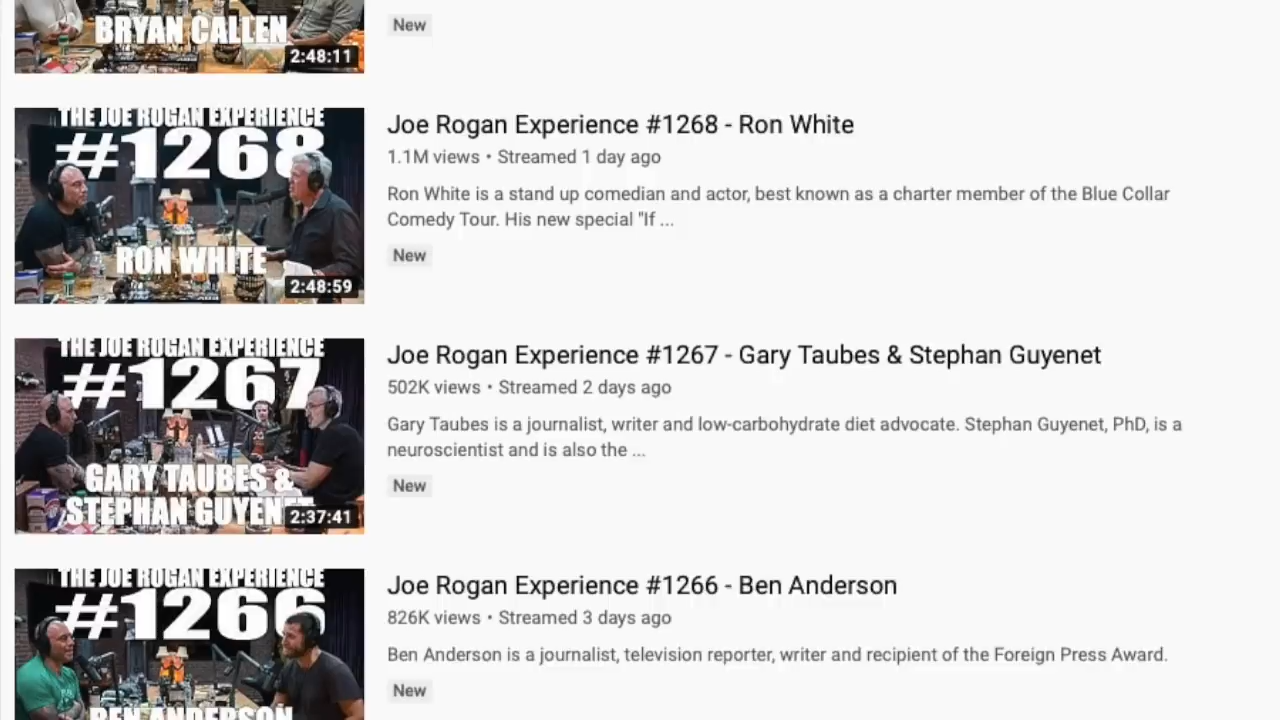 BRYAN CALLEN
2:48:11
New
THE JOE ROGAN EXPERIENCE
#1268
RON WHITE
2:48:59
Joe Rogan Experience #1268 - Ron White
1.1M views • Streamed 1 day ago
Ron White is a stand up comedian and actor, best known as a charter member of the Blue Collar
Comedy Tour. His new special "If ...
New
THE JOE ROGAN EXPERIENCE
#1267
GARY TAUBES &
STEPHAN GUYENET
2:37:41
Joe Rogan Experience #1267 - Gary Taubes & Stephan Guyenet
502K views • Streamed 2 days ago
Gary Taubes is a journalist, writer and low-carbohydrate diet advocate. Stephan Guyenet, PhD, is a
neuroscientist and is also the ...
New
THE JOE ROGAN EXPERIENCE
#1266
BEN ANDERSON
Joe Rogan Experience #1266 - Ben Anderson
826K views • Streamed 3 days ago
Ben Anderson is a journalist, television reporter, writer and recipient of the Foreign Press Award.
New